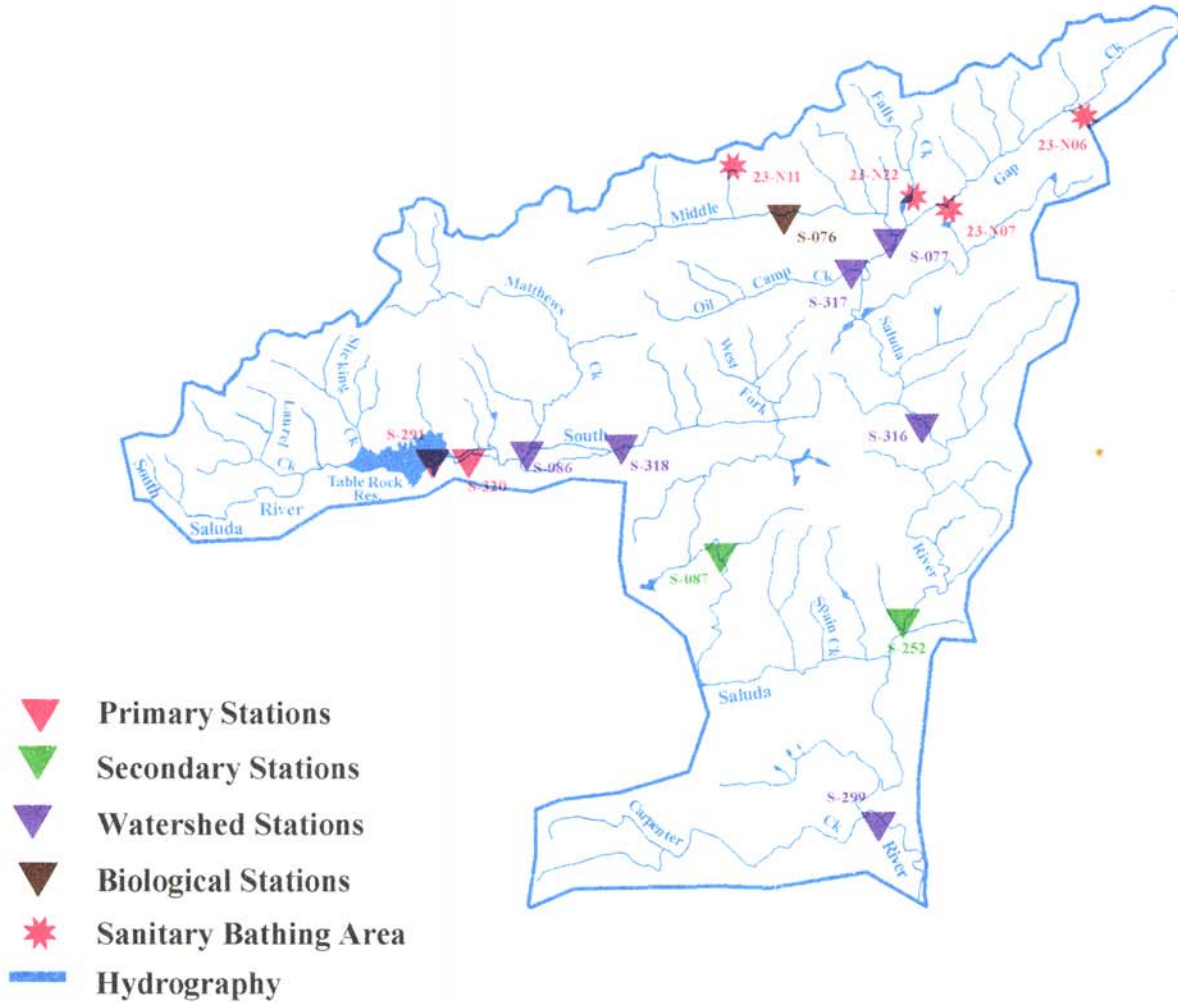 Ck
Falls
Ck
23-N06
23-N11
23-N22
Gap
Middle
23-N07
S-076
S-077
Oil Camp Ck
S-317
Matthews
Ck
Saluda
Slicking
Ck
West
Fork
Laurel Ck
S-291
South
S-316
S-086
S-318
S-320
Table Rock
Res.
South
Saluda
River
S-087
River
Spain Ck
S-252
Saluda
S-299
Carpenter
Ck
River
Primary Stations
Secondary Stations
Watershed Stations
Biological Stations
Sanitary Bathing Area
Hydrography